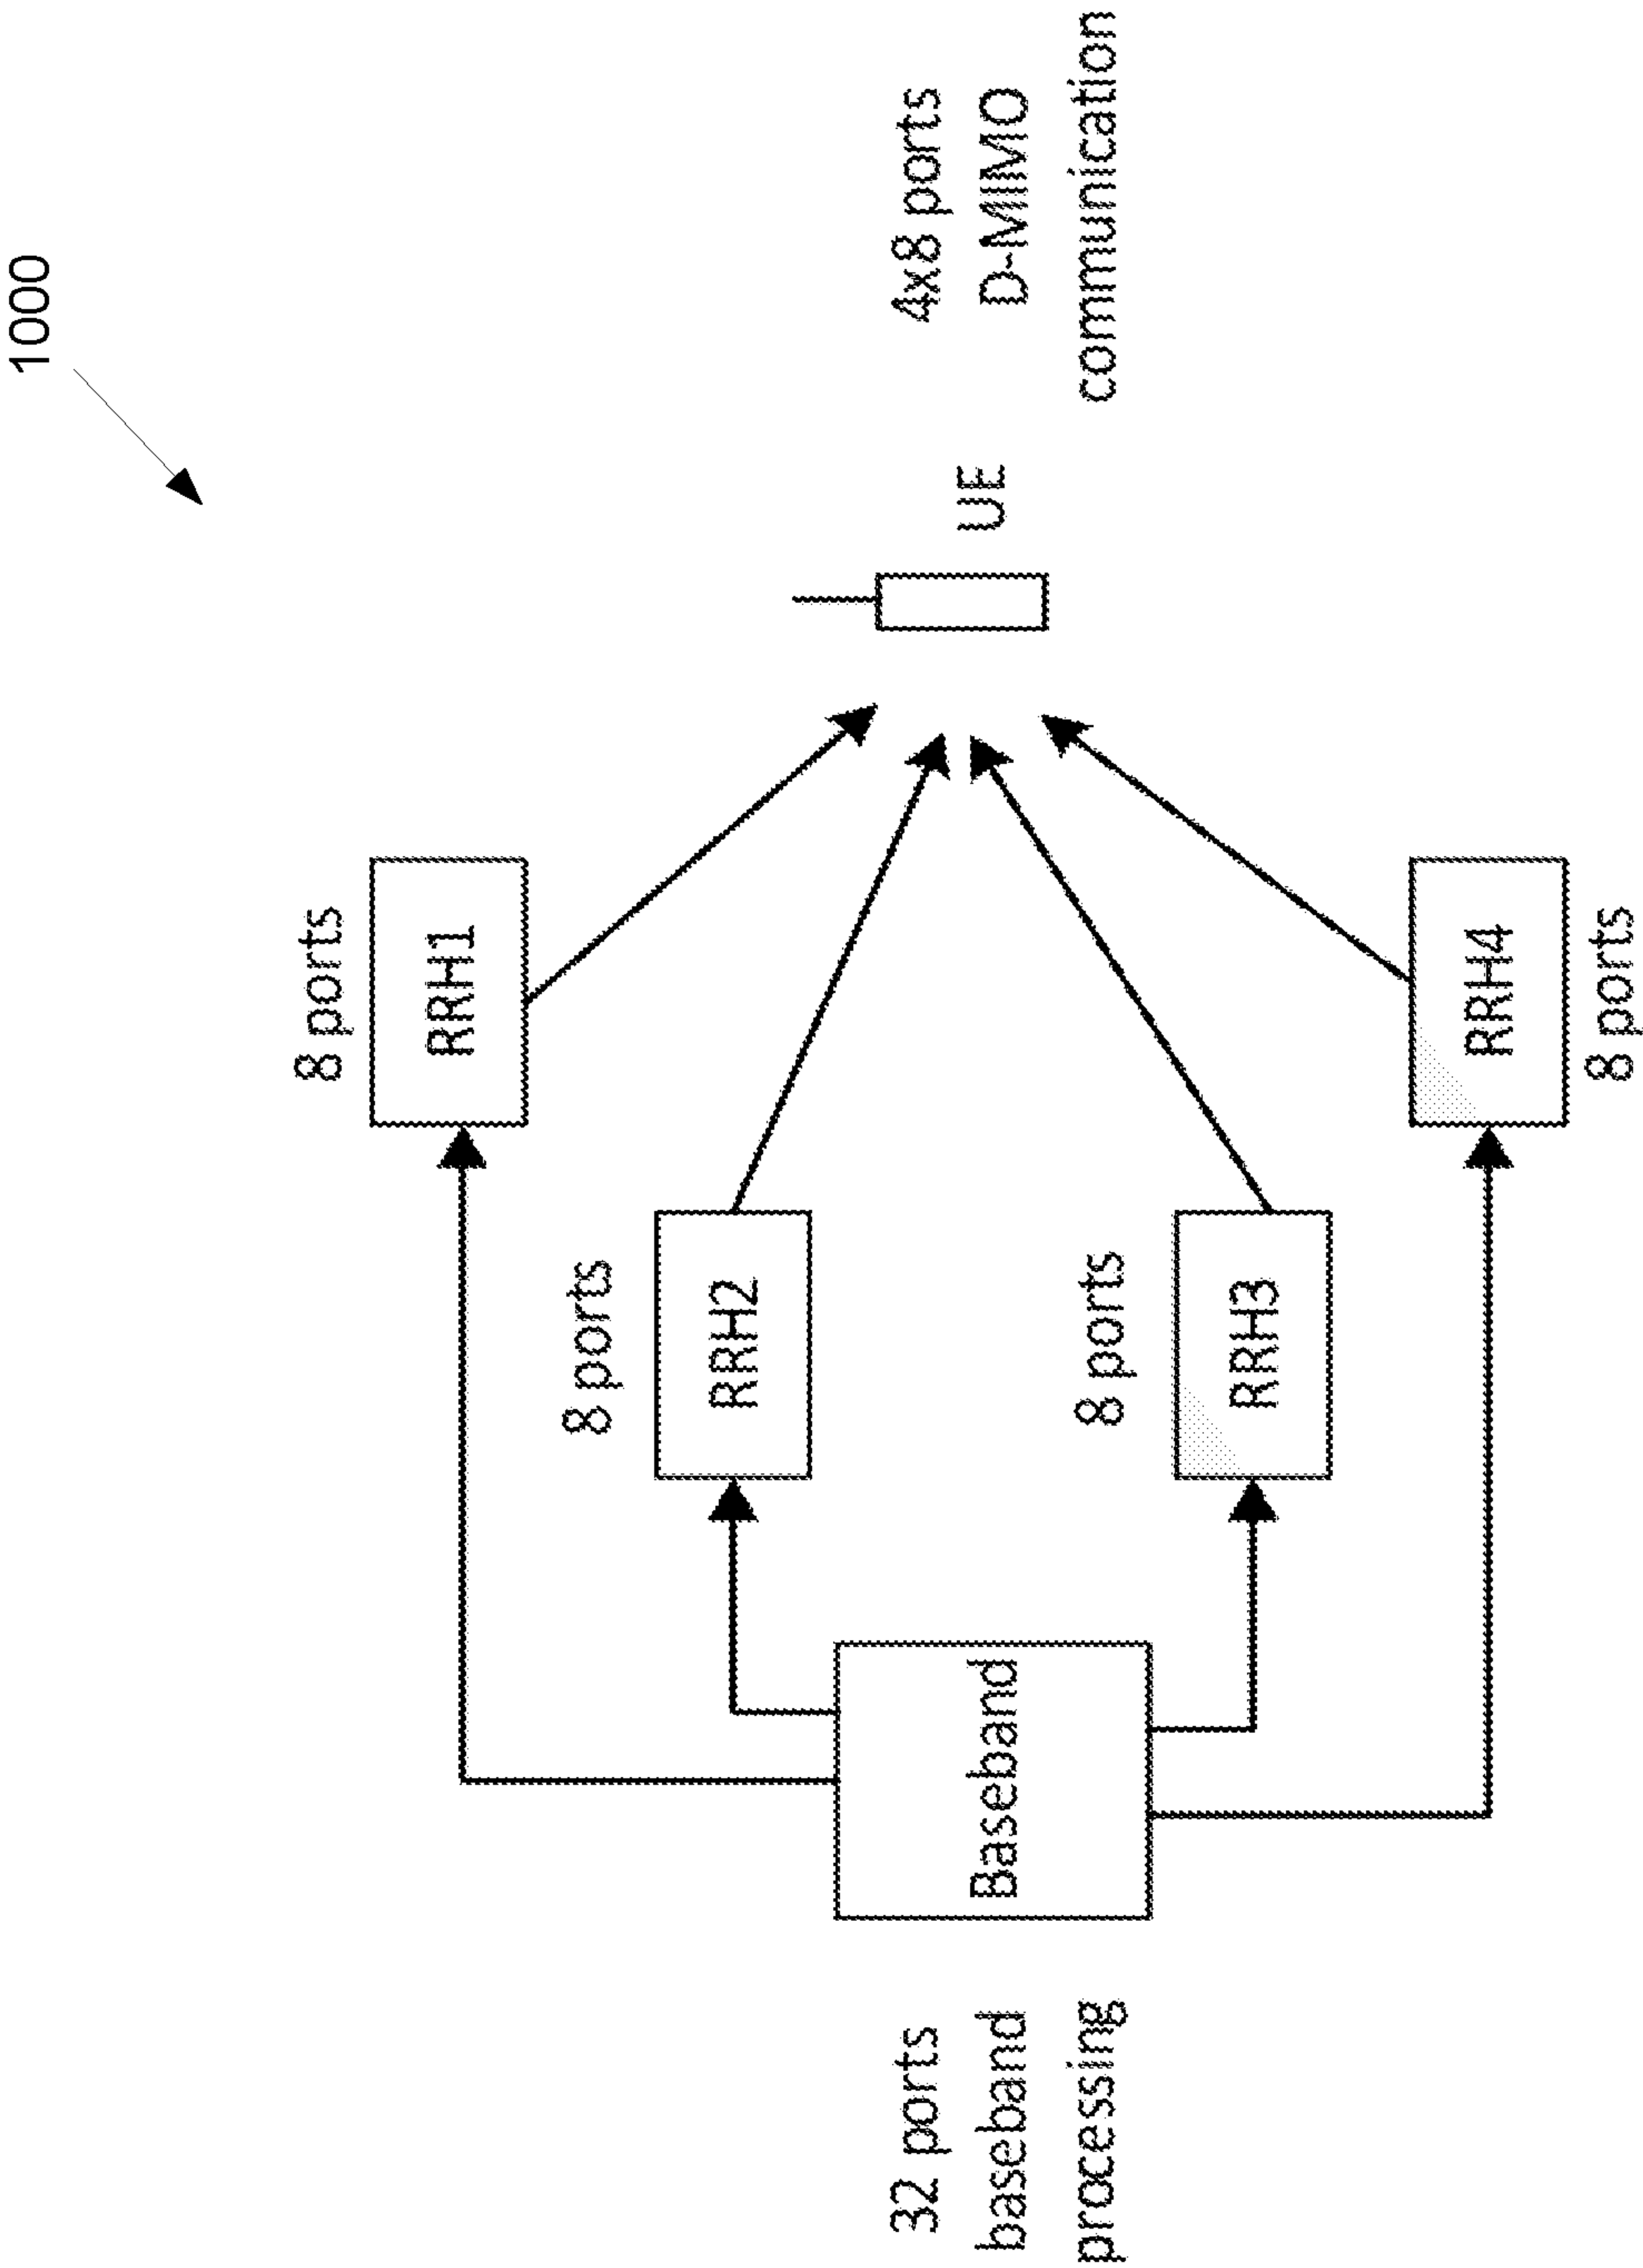 1000
8 ports
RRH1
8 ports
RRH2
32 ports
baseband
processing
Baseband
UE
4x8 ports
D-MIMO
communication
8 ports
RRH3
RRH4
8 ports